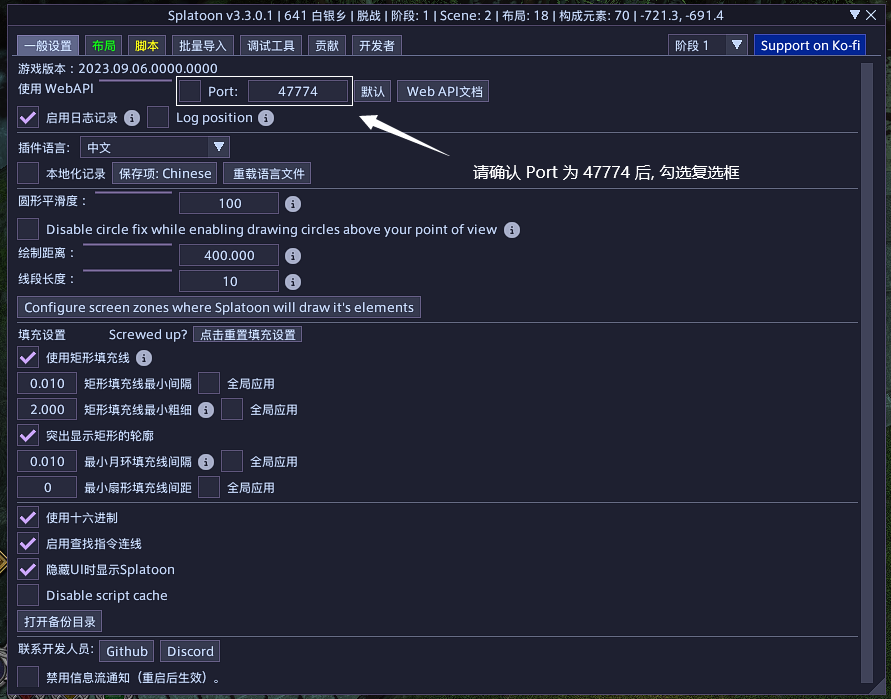 Splatoon v3.3.0.1 | 641 白银乡 | 脱战 | 阶段: 1 | Scene: 2 | 布局: 18 | 构成元素: 70 | -721.3, -691.4
一般设置 布局 脚本 批量导入 调试工具 贡献 开发者 阶段 1 Support on Ko-fi
游戏版本：2023.09.06.0000.0000
使用 WebAPI Port: 47774 默认 Web API文档
启用日志记录 Log position
请确认 Port 为 47774 后, 勾选复选框
插件语言: 中文
本地化记录 保存项: Chinese 重载语言文件
圆形平滑度： 100
Disable circle fix while enabling drawing circles above your point of view
绘制距离： 400.000
线段长度： 10
Configure screen zones where Splatoon will draw it's elements
填充设置 Screwed up? 点击重置填充设置
使用矩形填充线
0.010 矩形填充线最小间隔 全局应用
2.000 矩形填充线最小粗细 全局应用
突出显示矩形的轮廓
0.010 最小月环填充线间隔 全局应用
0 最小扇形填充线间距 全局应用
使用十六进制
启用查找指令连线
隐藏UI时显示Splatoon
Disable script cache
打开备份目录
联系开发人员: Github Discord
禁用信息流通知（重启后生效）。